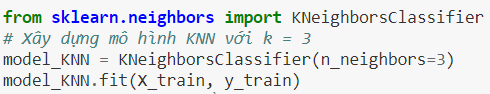 from sklearn.neighbors import KNeighborsClassifier
# Xây dựng mô hình KNN với k = 3
model_KNN = KNeighborsClassifier(n_neighbors=3)
model_KNN.fit(X_train, y_train)